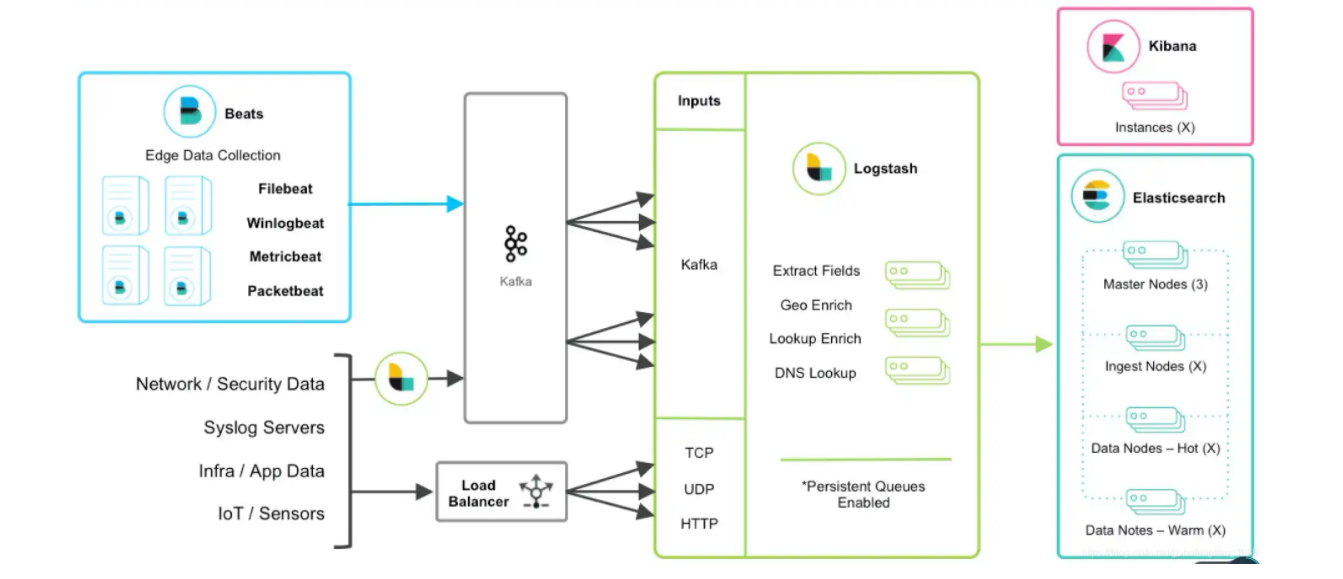 Beats
Edge Data Collection
Filebeat
Winlogbeat
Metricbeat
Packetbeat
Network / Security Data
Syslog Servers
Infra / App Data
IoT / Sensors
Kafka
Load
Balancer
Inputs
Kafka
TCP
UDP
HTTP
Logstash
Extract Fields
Geo Enrich
Lookup Enrich
DNS Lookup
*Persistent Queues
Enabled
Kibana
Instances (X)
Elasticsearch
Master Nodes (3)
Ingest Nodes (X)
Data Nodes – Hot (X)
Data Notes – Warm (X)